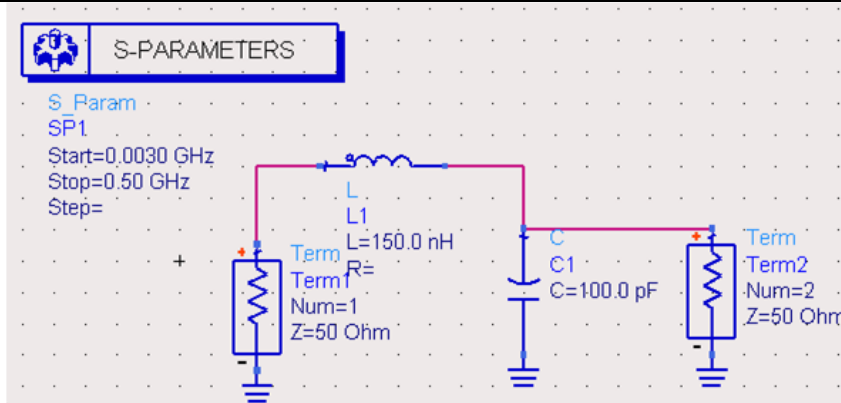 S-PARAMETERS
S_Param
SP1
Start=0.0030 GHz
Stop=0.50 GHz
Step=
L
L1
L=150.0 nH
R=
Term
Term1
Num=1
Z=50 Ohm
C
C1
C=100.0 pF
Term
Term2
Num=2
Z=50 Ohm